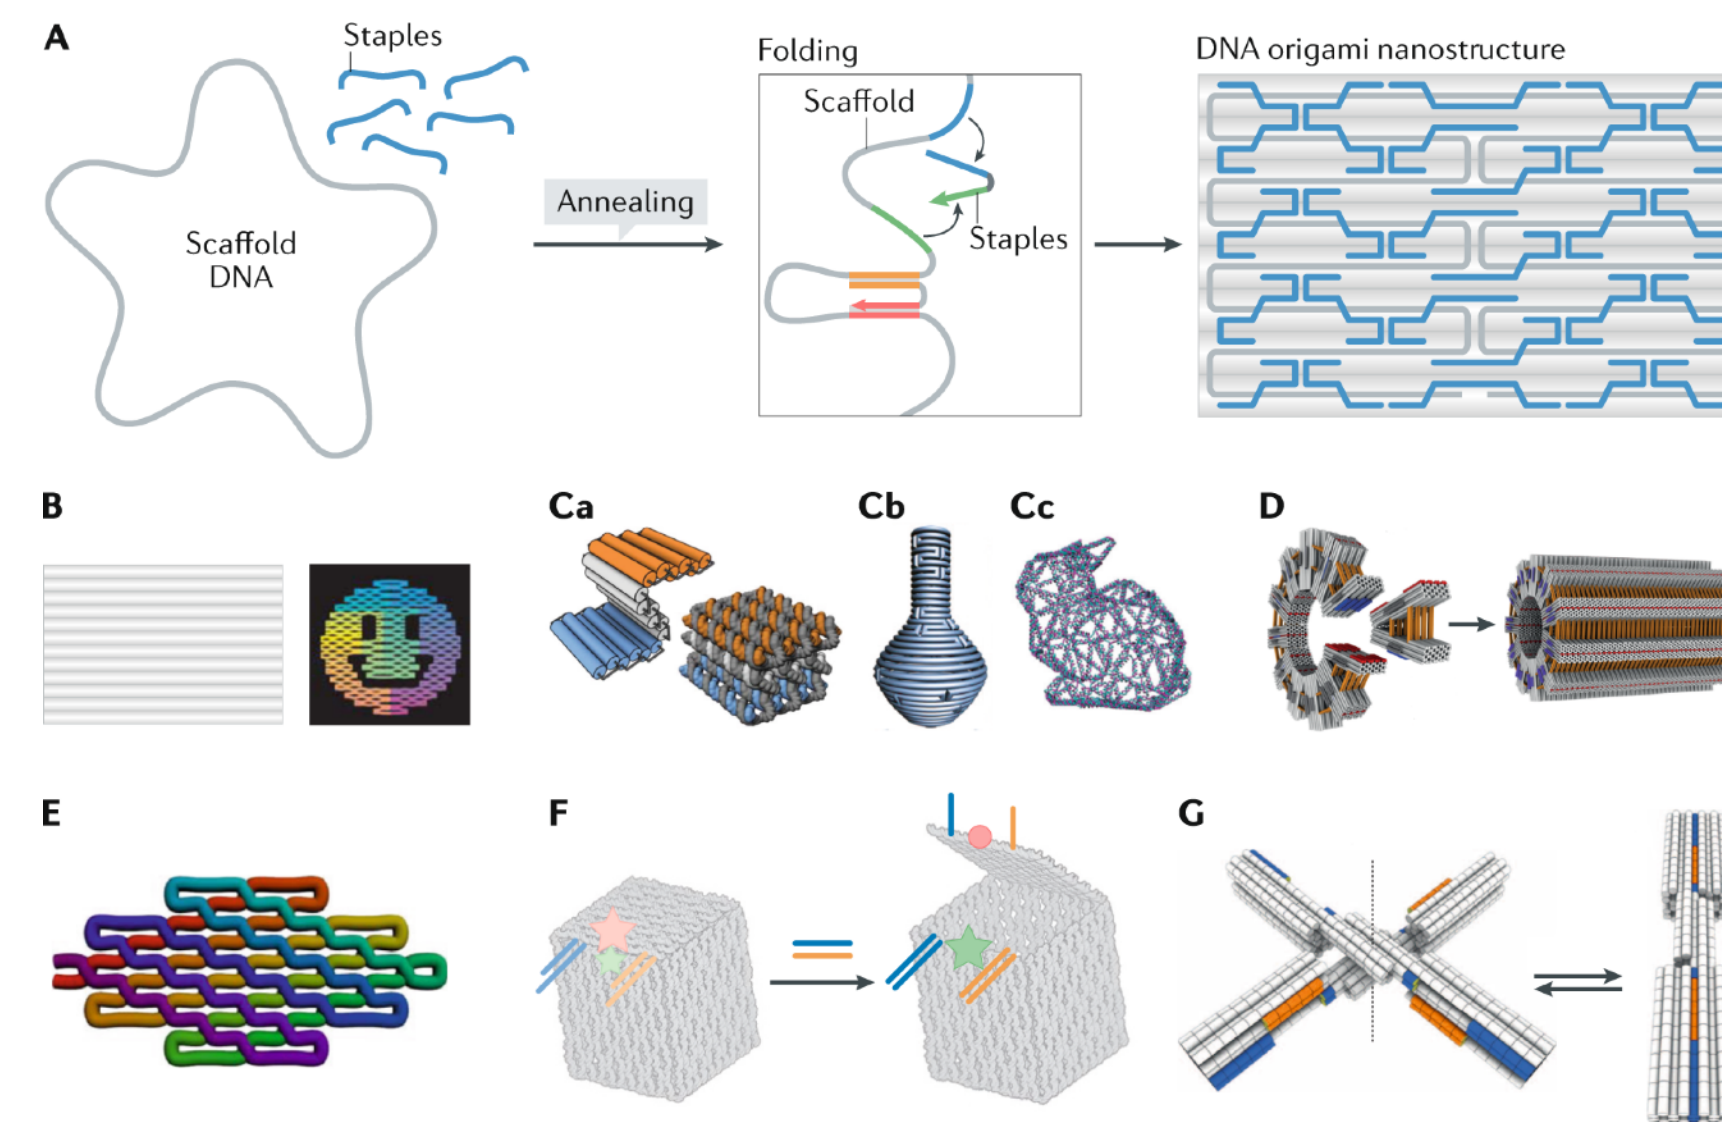 A
Staples
Scaffold
DNA
Annealing
Folding
Scaffold
Staples
DNA origami nanostructure
B
Ca
Cb
Cc
D
E
F
G